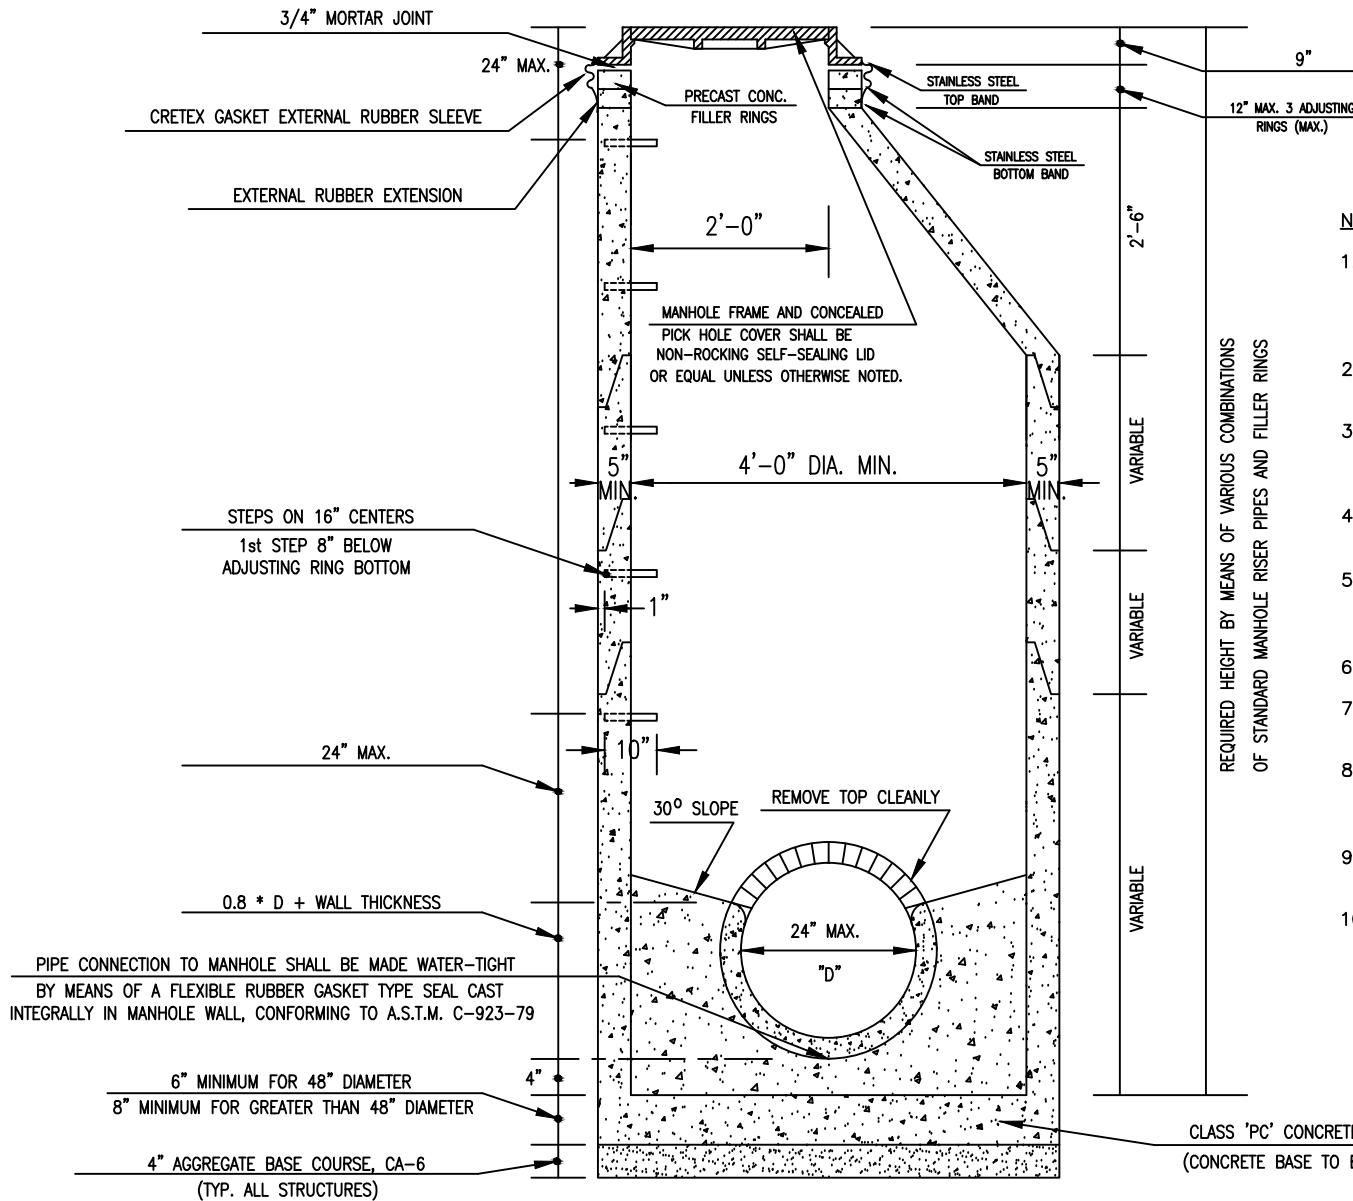 3/4" MORTAR JOINT
24" MAX.
CRETEX GASKET EXTERNAL RUBBER SLEEVE
EXTERNAL RUBBER EXTENSION
PRECAST CONC.
FILLER RINGS
STAINLESS STEEL
TOP BAND
STAINLESS STEEL
BOTTOM BAND
9"
12" MAX. 3 ADJUSTING
RINGS (MAX.)
2'-0"
2'-6"
MANHOLE FRAME AND CONCEALED
PICK HOLE COVER SHALL BE
NON-ROCKING SELF-SEALING LID
OR EQUAL UNLESS OTHERWISE NOTED.
5"
MIN.
4'-0" DIA. MIN.
5"
MIN.
VARIABLE
VARIABLE
VARIABLE
REQUIRED HEIGHT BY MEANS OF VARIOUS COMBINATIONS
OF STANDARD MANHOLE RISER PIPES AND FILLER RINGS
N
1
2
3
4
5
6
7
8
9
10
STEPS ON 16" CENTERS
1st STEP 8" BELOW
ADJUSTING RING BOTTOM
1"
10"
24" MAX.
30° SLOPE
REMOVE TOP CLEANLY
0.8 * D + WALL THICKNESS
24" MAX.
"D"
PIPE CONNECTION TO MANHOLE SHALL BE MADE WATER-TIGHT
BY MEANS OF A FLEXIBLE RUBBER GASKET TYPE SEAL CAST
INTEGRALLY IN MANHOLE WALL, CONFORMING TO A.S.T.M. C-923-79
4"
6" MINIMUM FOR 48" DIAMETER
8" MINIMUM FOR GREATER THAN 48" DIAMETER
4" AGGREGATE BASE COURSE, CA-6
(TYP. ALL STRUCTURES)
CLASS 'PC' CONCRETE
(CONCRETE BASE TO